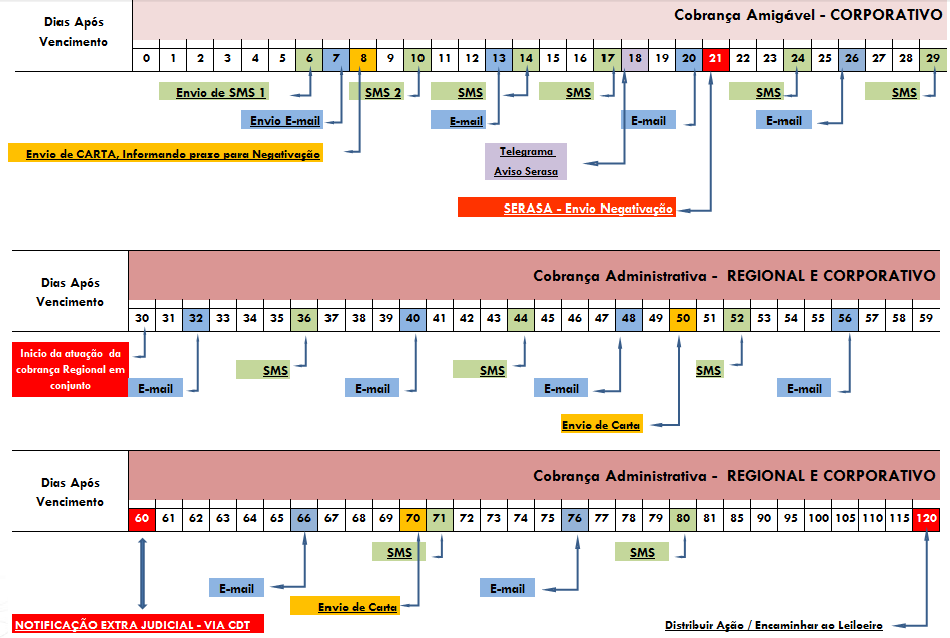 Cobrança Amigável - CORPORATIVO
Dias Após
Vencimento
0 1 2 3 4 5 6 7 8 9 10 11 12 13 14 15 16 17 18 19 20 21 22 23 24 25 26 27 28 29
Envio de SMS 1 SMS 2 SMS SMS SMS SMS
Envio E-mail E-mail E-mail E-mail
Envio de CARTA, Informando prazo para Negativação
Telegrama
Aviso Serasa
SERASA - Envio Negativação
Cobrança Administrativa - REGIONAL E CORPORATIVO
Dias Após
Vencimento
30 31 32 33 34 35 36 37 38 39 40 41 42 43 44 45 46 47 48 49 50 51 52 53 54 55 56 57 58 59
Inicio da atuação da
cobrança Regional em
conjunto
SMS SMS SMS
E-mail E-mail E-mail E-mail
Envio de Carta
Cobrança Administrativa - REGIONAL E CORPORATIVO
Dias Após
Vencimento
60 61 62 63 64 65 66 67 68 69 70 71 72 73 74 75 76 77 78 79 80 81 85 90 95 100 105 110 115 120
SMS SMS
E-mail E-mail
Envio de Carta
NOTIFICAÇÃO EXTRA JUDICIAL - VIA CDT
Distribuir Ação / Encaminhar ao Leiloeiro